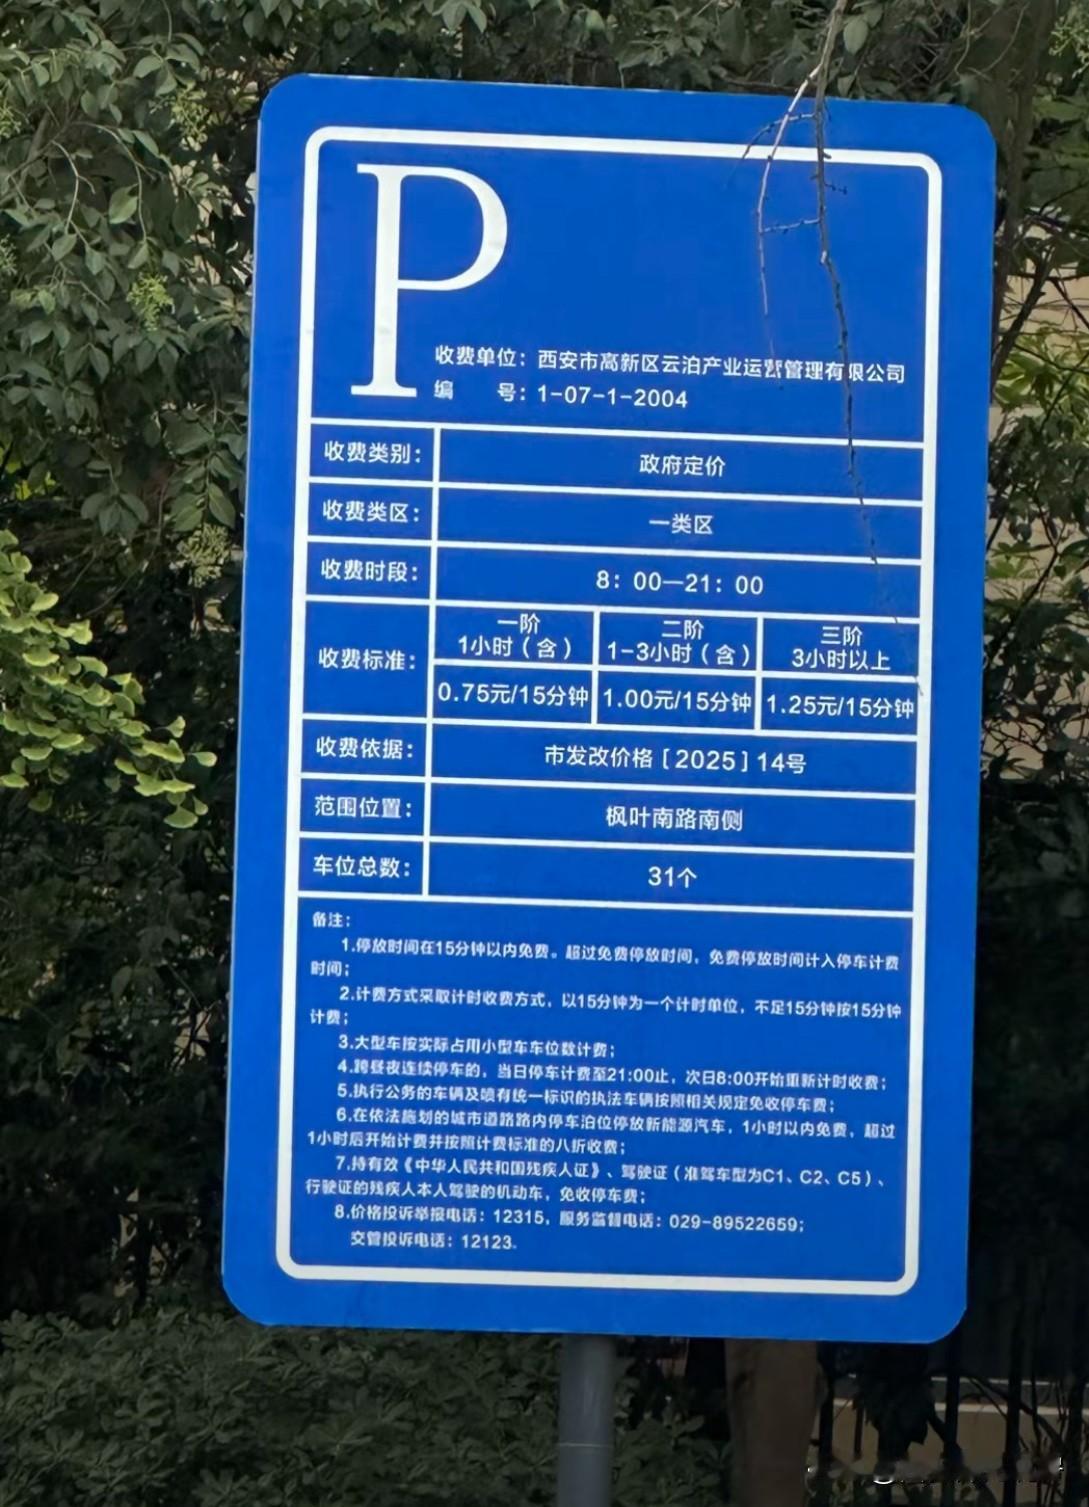 P
收费单位：西安市高新区云泊产业运营管理有限公司
编 号：1-07-1-2004
收费类别： 政府定价
收费类区： 一类区
收费时段： 8：00—21：00
收费标准：
一阶 二阶 三阶
1小时（含） 1-3小时（含） 3小时以上
0.75元/15分钟 1.00元/15分钟 1.25元/15分钟
收费依据： 市发改价格［2025］14号
范围位置： 枫叶南路南侧
车位总数： 31个
备注：
1.停放时间在15分钟以内免费。超过免费停放时间，免费停放时间计入停车计费
时间；
2.计费方式采取计时收费方式，以15分钟为一个计时单位，不足15分钟按15分钟
计费；
3.大型车按实际占用小型车车位数计费；
4.跨昼夜连续停车的，当日停车计费至21:00止，次日8:00开始重新计时收费；
5.执行公务的车辆及喷有统一标识的执法车辆按照相关规定免收停车费；
6.在依法施划的城市道路路内停车泊位停放新能源汽车，1小时以内免费，超过
1小时后开始计费并按照计费标准的八折收费；
7.持有效《中华人民共和国残疾人证》、驾驶证（准驾车型为C1、C2、C5）、
行驶证的残疾人本人驾驶的机动车，免收停车费；
8.价格投诉举报电话：12315，服务监督电话：029-89522659；
交管投诉电话：12123。